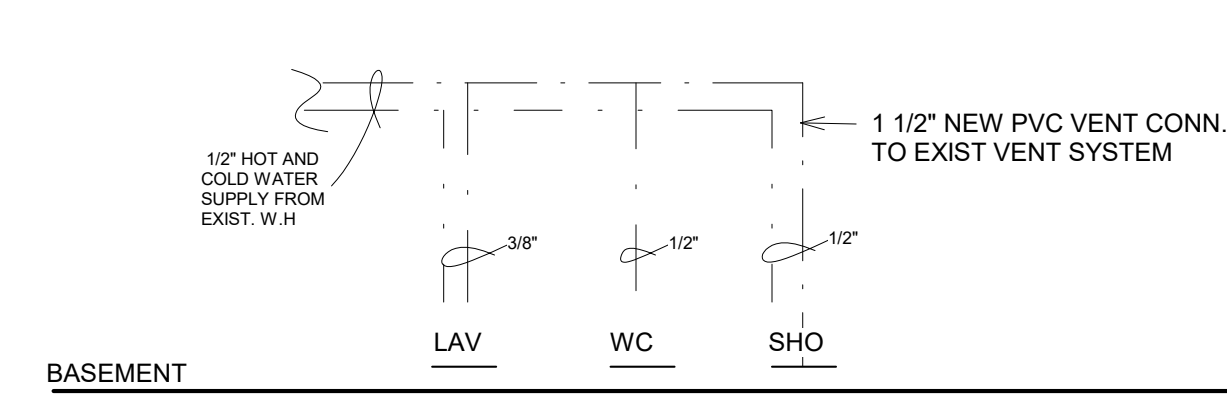 1 1/2" NEW PVC VENT CONN.
TO EXIST VENT SYSTEM
1/2" HOT AND
COLD WATER
SUPPLY FROM
EXIST. W.H
3/8"
1/2"
1/2"
LAV
WC
SHO
BASEMENT